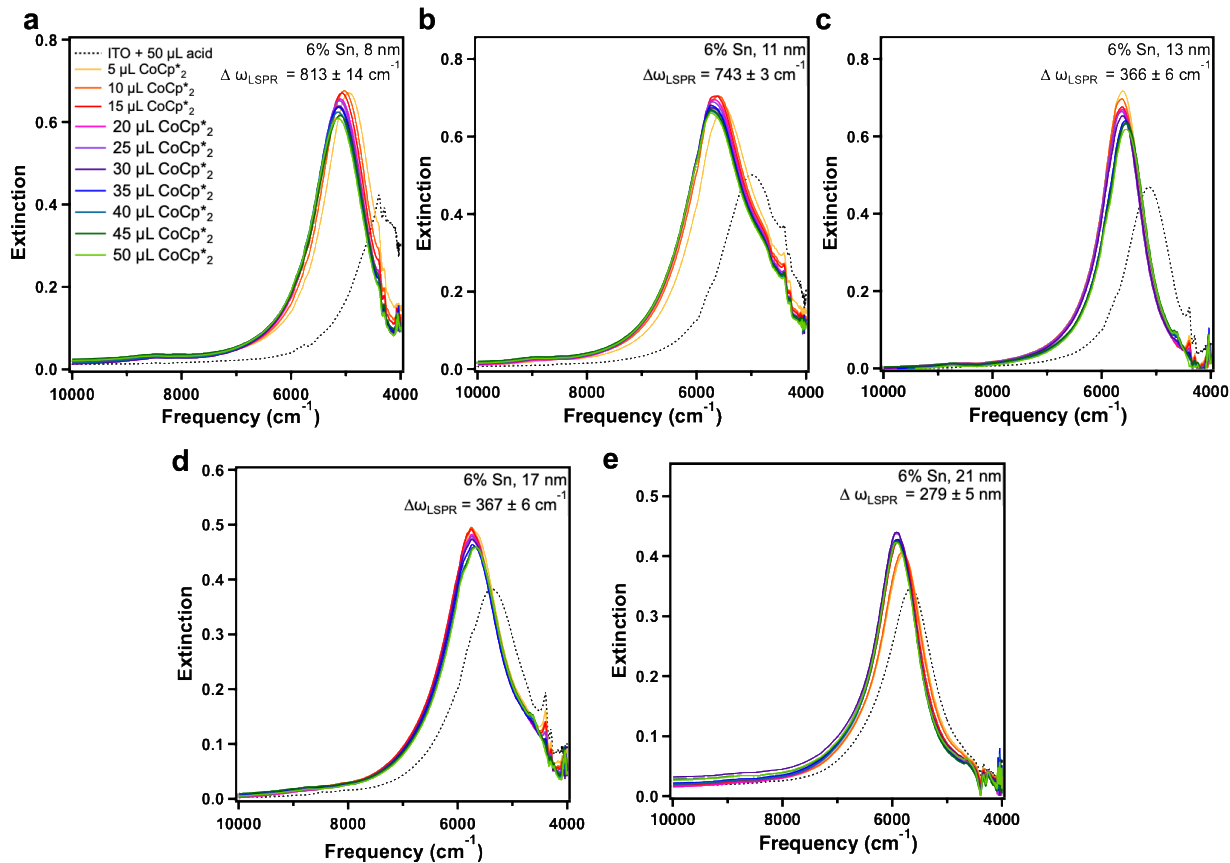 a
6% Sn, 8 nm
Δ ω_LSPR = 813 ± 14 cm⁻¹
ITO + 50 µL acid
5 µL CoCp*₂
10 µL CoCp*₂
15 µL CoCp*₂
20 µL CoCp*₂
25 µL CoCp*₂
30 µL CoCp*₂
35 µL CoCp*₂
40 µL CoCp*₂
45 µL CoCp*₂
50 µL CoCp*₂
Extinction
0.8
0.6
0.4
0.2
0.0
10000 8000 6000 4000
Frequency (cm⁻¹)
b
6% Sn, 11 nm
Δω_LSPR = 743 ± 3 cm⁻¹
Extinction
0.8
0.6
0.4
0.2
0.0
10000 8000 6000 4000
Frequency (cm⁻¹)
c
6% Sn, 13 nm
Δ ω_LSPR = 366 ± 6 cm⁻¹
Extinction
0.8
0.6
0.4
0.2
0.0
10000 8000 6000 4000
Frequency (cm⁻¹)
d
6% Sn, 17 nm
Δω_LSPR = 367 ± 6 cm⁻¹
Extinction
0.6
0.5
0.4
0.3
0.2
0.1
0.0
10000 8000 6000 4000
Frequency (cm⁻¹)
e
6% Sn, 21 nm
Δ ω_LSPR = 279 ± 5 nm
Extinction
0.5
0.4
0.3
0.2
0.1
0.0
10000 8000 6000 4000
Frequency (cm⁻¹)